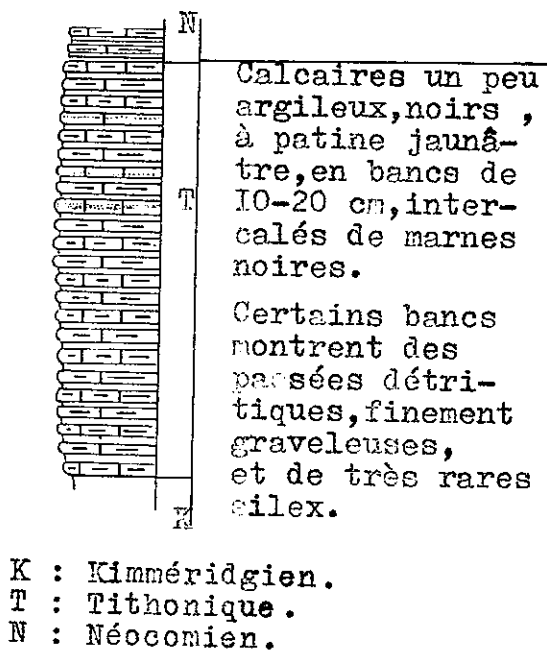 N
Calcaires un peu
argileux,noirs ,
à patine jaunâ-
tre,en bancs de
T
IO-20 cm,inter-
calés de marnes
noires.
Certains bancs
montrent des
passées détri-
tiques,finement
graveleuses,
et de très rares
silex.
K
K : Kimméridgien.
T : Tithonique.
N : Néocomien.